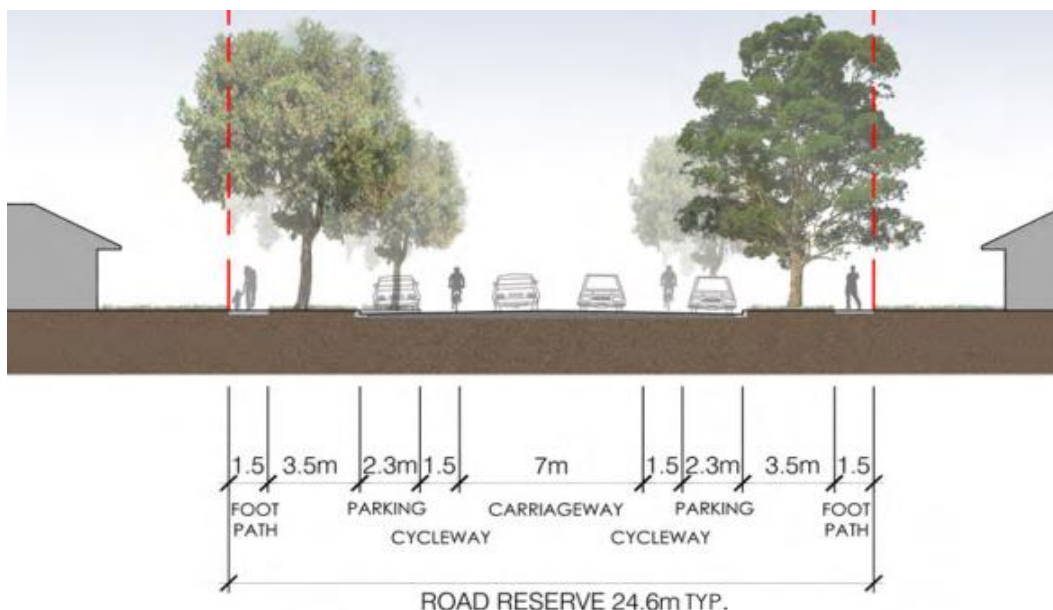 1.5 3.5m 2.3m 1.5 7m 1.5 2.3m 3.5m 1.5
FOOT PARKING CARRIAGEWAY PARKING FOOT
PATH PATH
CYCLEWAY CYCLEWAY
ROAD RESERVE 24.6m TYP.